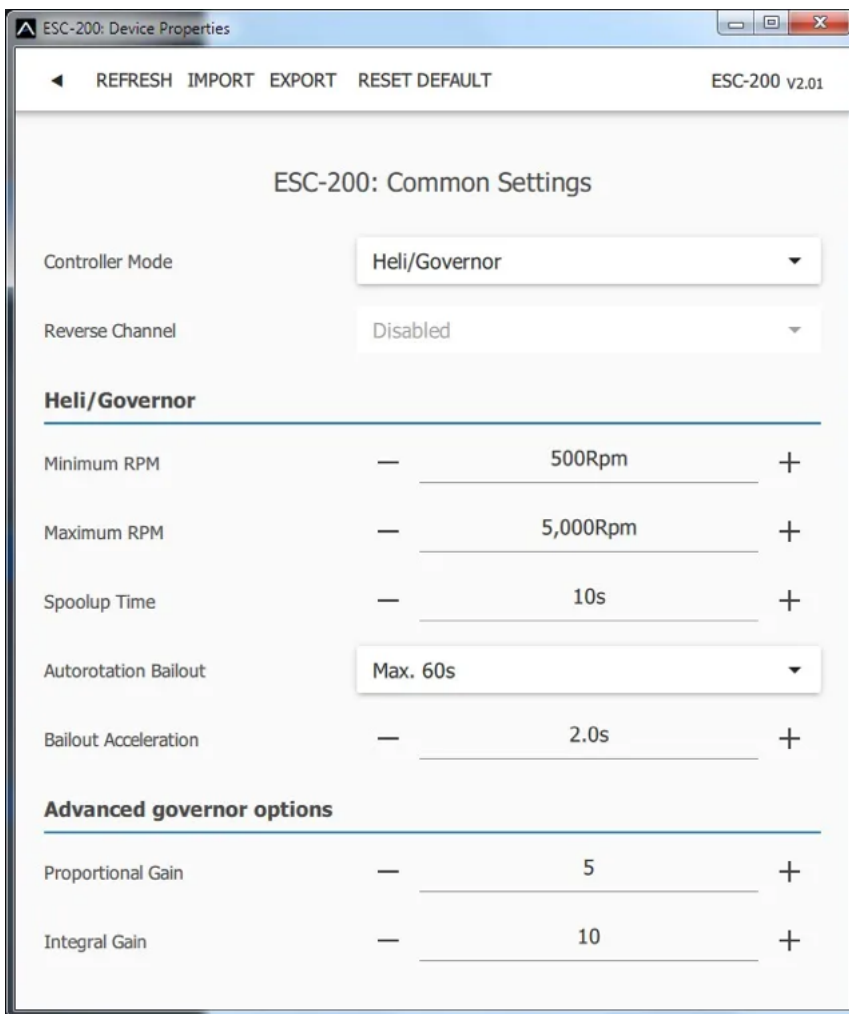 ESC-200: Device Properties
REFRESH IMPORT EXPORT RESET DEFAULT ESC-200 V2.01
ESC-200: Common Settings
Controller Mode Heli/Governor
Reverse Channel Disabled
Heli/Governor
Minimum RPM — 500Rpm +
Maximum RPM — 5,000Rpm +
Spoolup Time — 10s +
Autorotation Bailout Max. 60s
Bailout Acceleration — 2.0s +
Advanced governor options
Proportional Gain — 5 +
Integral Gain — 10 +